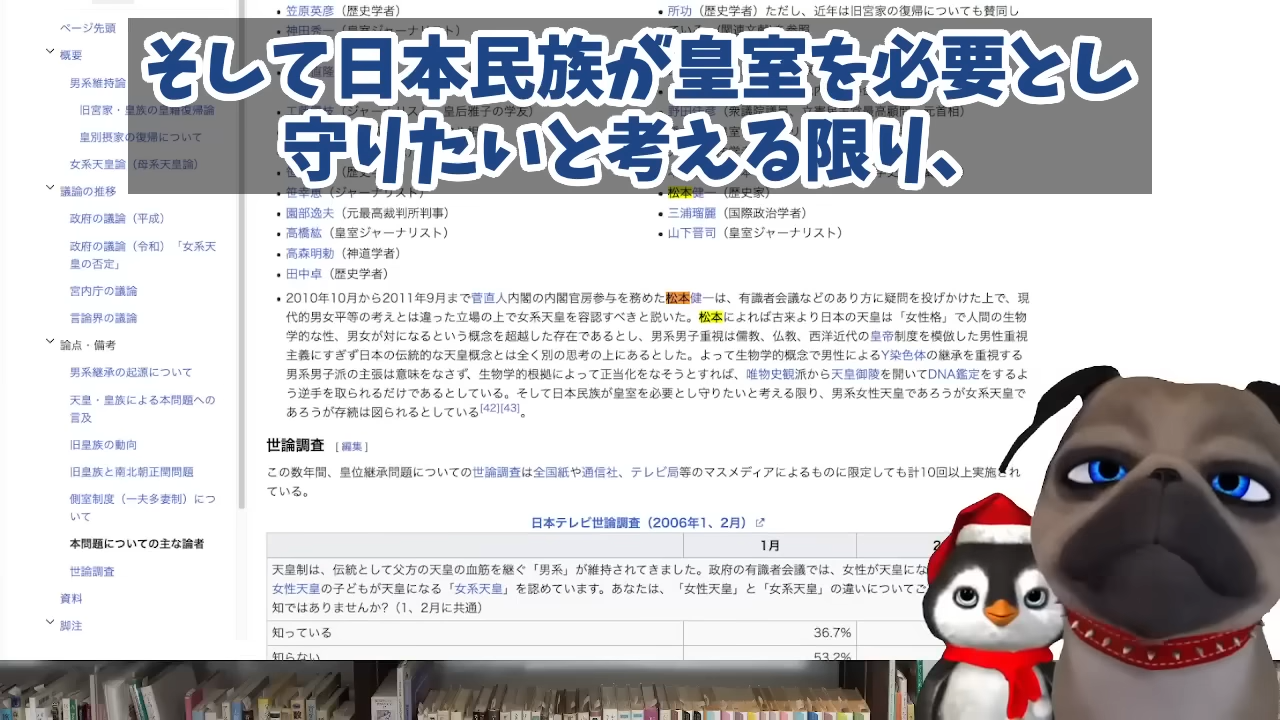 そして日本民族が皇室を必要とし
守りたいと考える限り、
ページ先頭
概要
男系維持論
旧宮家・皇族の皇籍復帰論
皇別摂家の復帰について
女系天皇論（母系天皇論）
議論の推移
政府の議論（平成）
政府の議論（令和）「女系天
皇の否定」
宮内庁の議論
言論界の議論
論点・備考
男系継承の起源について
天皇・皇族による本問題への
言及
旧皇族の動向
旧皇族と南北朝正閏問題
側室制度（一夫多妻制）につ
いて
本問題についての主な論者
世論調査
資料
脚注
笠原英彦（歴史学者）
笹幸恵（ジャーナリスト）
園部逸夫（元最高裁判所判事）
高橋紘（皇室ジャーナリスト）
高森明勅（神道学者）
田中卓（歴史学者）
所功（歴史学者）ただし、近年は旧宮家の復帰についても賛同し
松本健一（歴史家）
三浦瑠麗（国際政治学者）
山下晋司（皇室ジャーナリスト）
2010年10月から2011年9月まで菅直人内閣の内閣官房参与を務めた松本健一は、有識者会議などのあり方に疑問を投げかけた上で、現
代的男女平等の考えとは違った立場の上で女系天皇を容認すべきと説いた。松本によれば古来より日本の天皇は「女性格」で人間の生物
学的な性、男女が対になるという概念を超越した存在であるとし、男系男子重視は儒教、仏教、西洋近代の皇帝制度を模倣した男性重視
主義にすぎず日本の伝統的な天皇概念とは全く別の思考の上にあるとした。よって生物学的概念で男性によるY染色体の継承を重視する
男系男子派の主張は意味をなさず、生物学的根拠によって正当化をなそうとすれば、唯物史観派から天皇御陵を開いてDNA鑑定をするよ
う逆手を取られるだけであるとしている。そして日本民族が皇室を必要とし守りたいと考える限り、男系女性天皇であろうが女系天皇で
あろうが存続は図られるとしている[42][43]。
世論調査 [編集]
この数年間、皇位継承問題についての世論調査は全国紙や通信社、テレビ局等のマスメディアによるものに限定しても計10回以上実施され
ている。
日本テレビ世論調査（2006年1、2月）
1月
天皇制は、伝統として父方の天皇の血筋を継ぐ「男系」が維持されてきました。政府の有識者会議では、女性が天皇にな
女性天皇の子どもが天皇になる「女系天皇」を認めています。あなたは、「女性天皇」と「女系天皇」の違いについてご
知ではありませんか?（1、2月に共通）
知っている 36.7%
知らない 53.2%